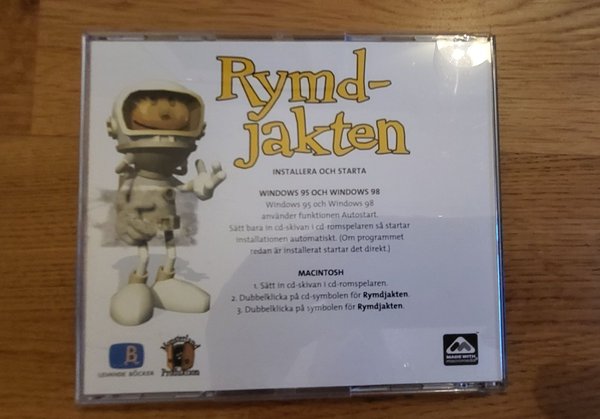 Rymd-
jakten
INSTALLERA OCH STARTA
WINDOWS 95 OCH WINDOWS 98
Windows 95 och Windows 98
använder funktionen Autostart.
Sätt bara in cd-skivan i cd romspelaren så startar
installationen automatiskt. (Om programmet
redan är installerat startar det direkt.)
MACINTOSH
1. Sätt in cd-skivan i cd-romspelaren.
2. Dubbelklicka på cd-symbolen för Rymdjakten.
3. Dubbelklicka på symbolen för Rymdjakten.
B
LEVANDE BÖCKER
Produktion
MADE WITH
macromedia